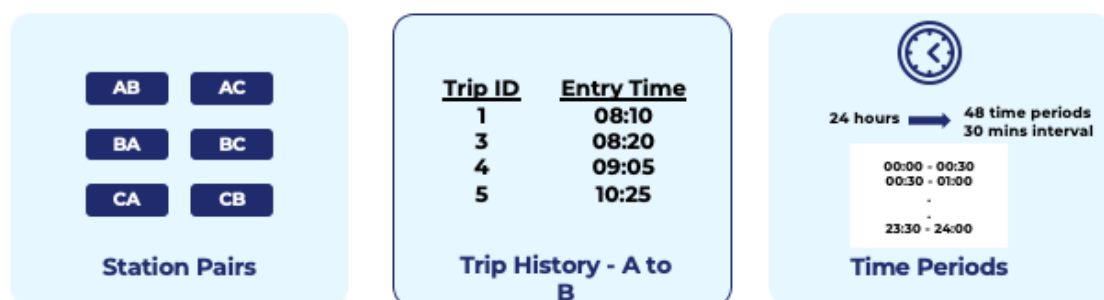 AB AC
BA BC
CA CB
Station Pairs
Trip ID Entry Time
1 08:10
3 08:20
4 09:05
5 10:25
Trip History - A to
B
24 hours 48 time periods
30 mins interval
00:00 - 00:30
00:30 - 01:00
.
.
23:30 - 24:00
Time Periods